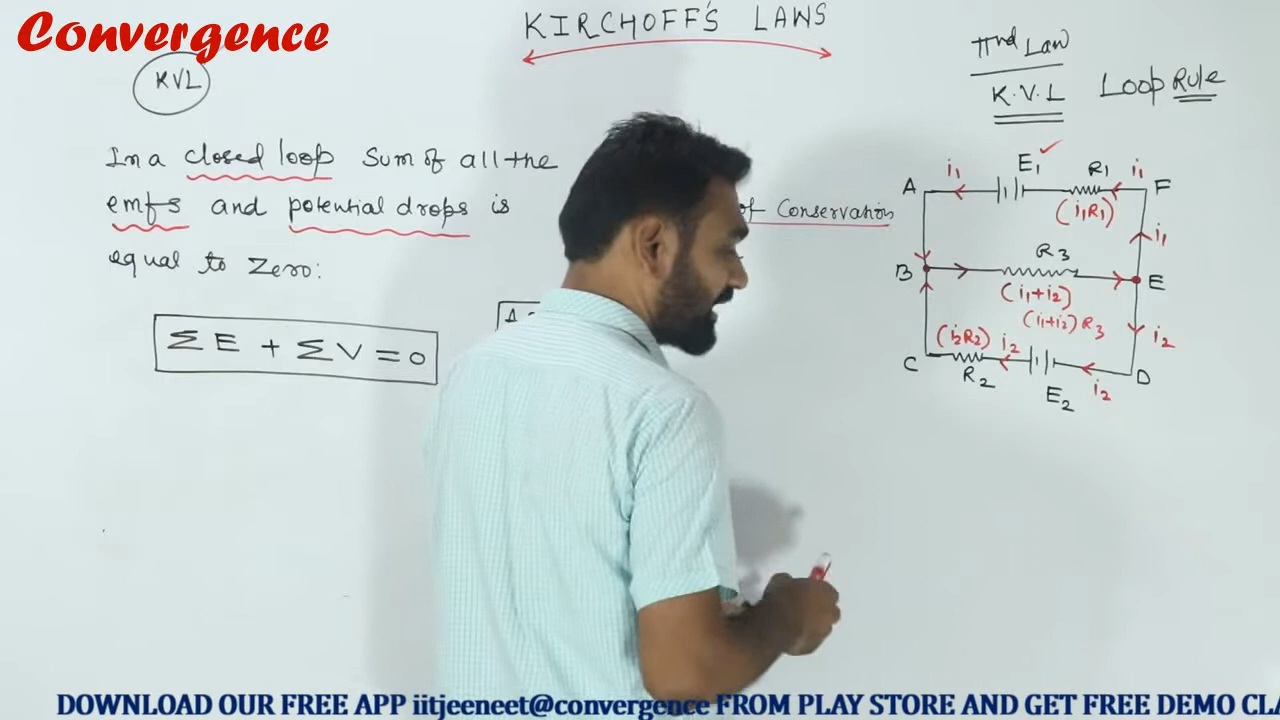 Convergence
KIRCHOFF'S LAWS
KVL
IInd Law
K.V.L Loop Rule
In a closed loop Sum of all the
emfs and potential drops is
equal to Zero:
ΣE + ΣV = 0
of Conservation
i1 E1 R1 i1
A F
(i1R1)
i1
R3
B E
(i1+i2)
(i1+i2)R3
(i2R2) i2 i2
C R2 E2 i2 D
DOWNLOAD OUR FREE APP iitjeeneet@convergence FROM PLAY STORE AND GET FREE DEMO CLA